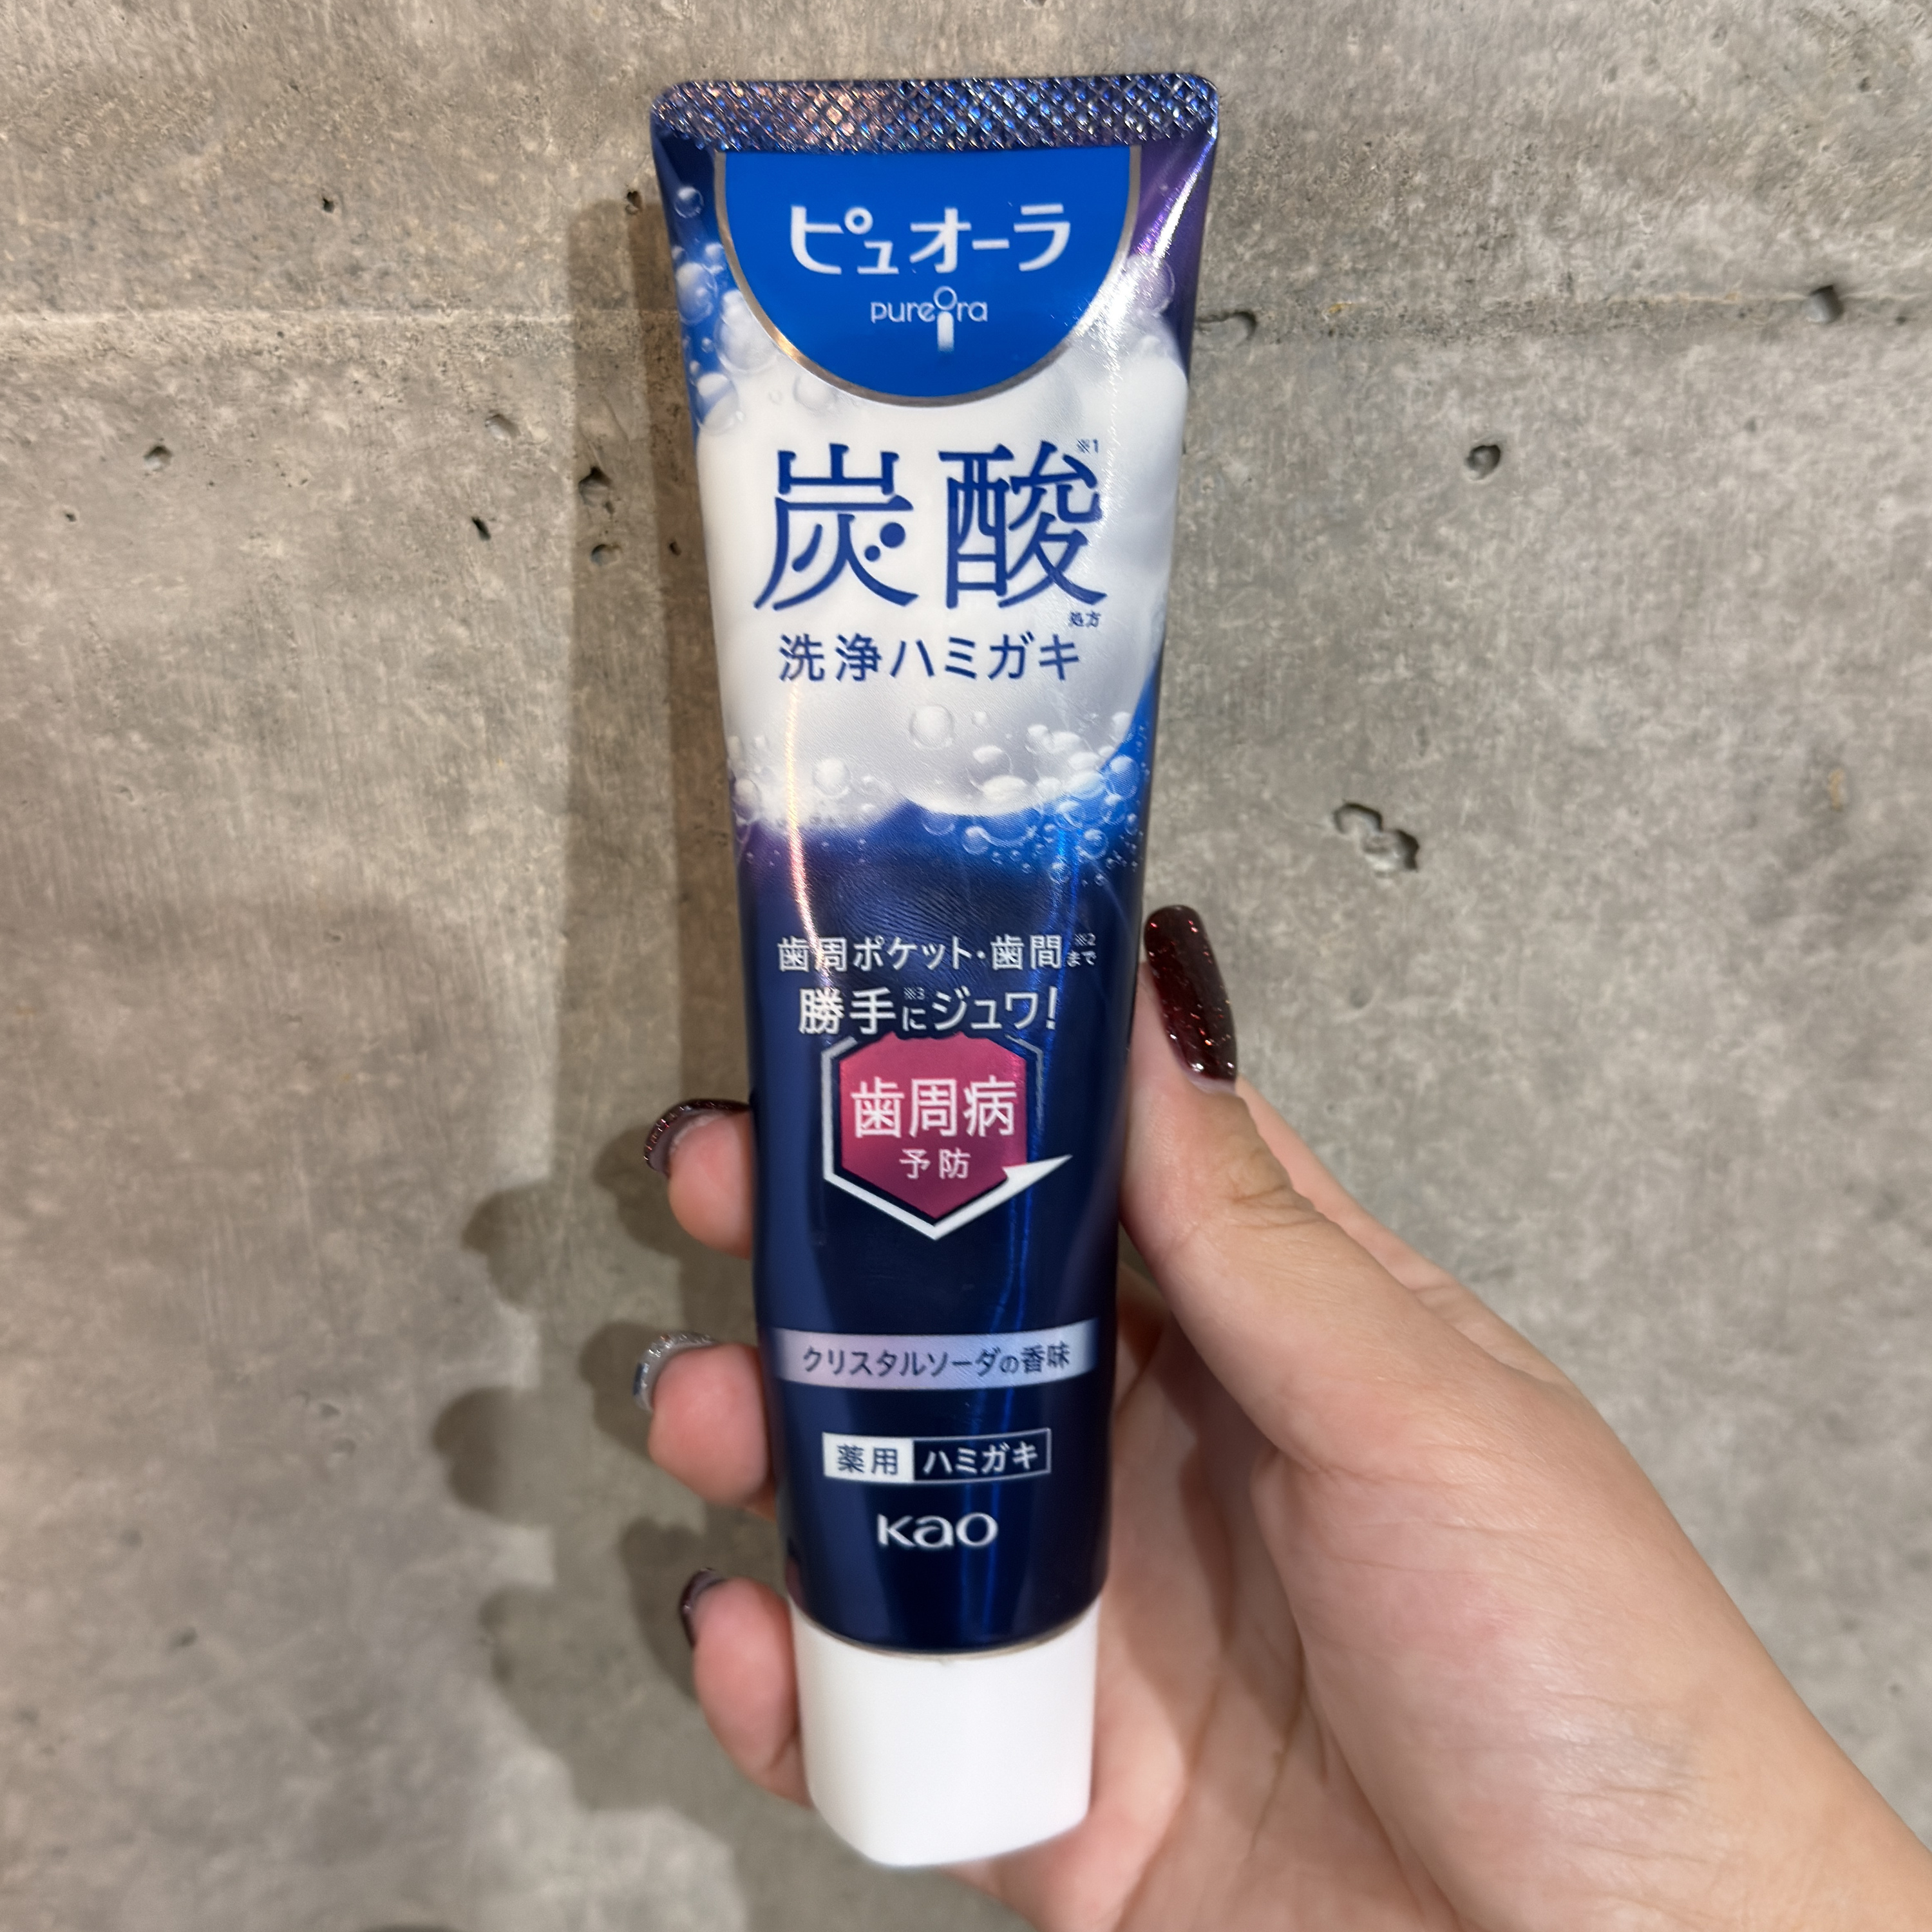 ピュオーラ
pureOra
炭酸※1
処方
洗浄ハミガキ
歯周ポケット・歯間※2まで
勝手※3にジュワ!
歯周病
予防
クリスタルソーダの香味
薬用 ハミガキ
Kao